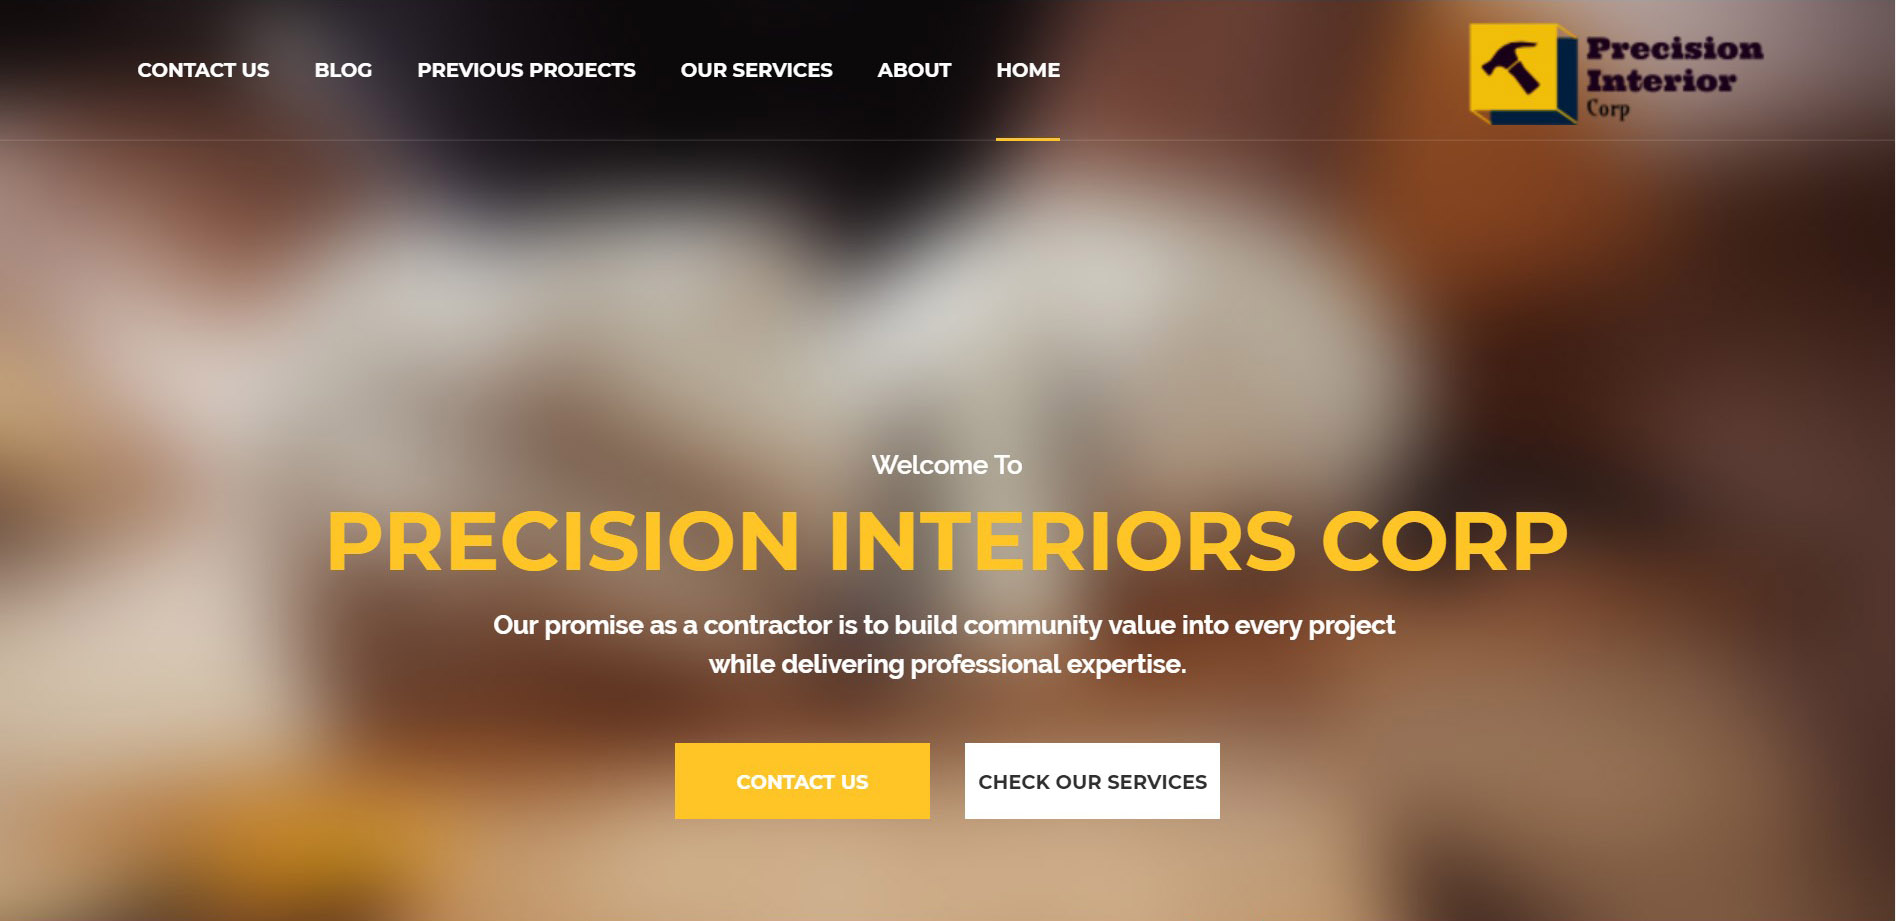 CONTACT US BLOG PREVIOUS PROJECTS OUR SERVICES ABOUT HOME
Precision
Interior
Corp
Welcome To
PRECISION INTERIORS CORP
Our promise as a contractor is to build community value into every project
while delivering professional expertise.
CONTACT US
CHECK OUR SERVICES